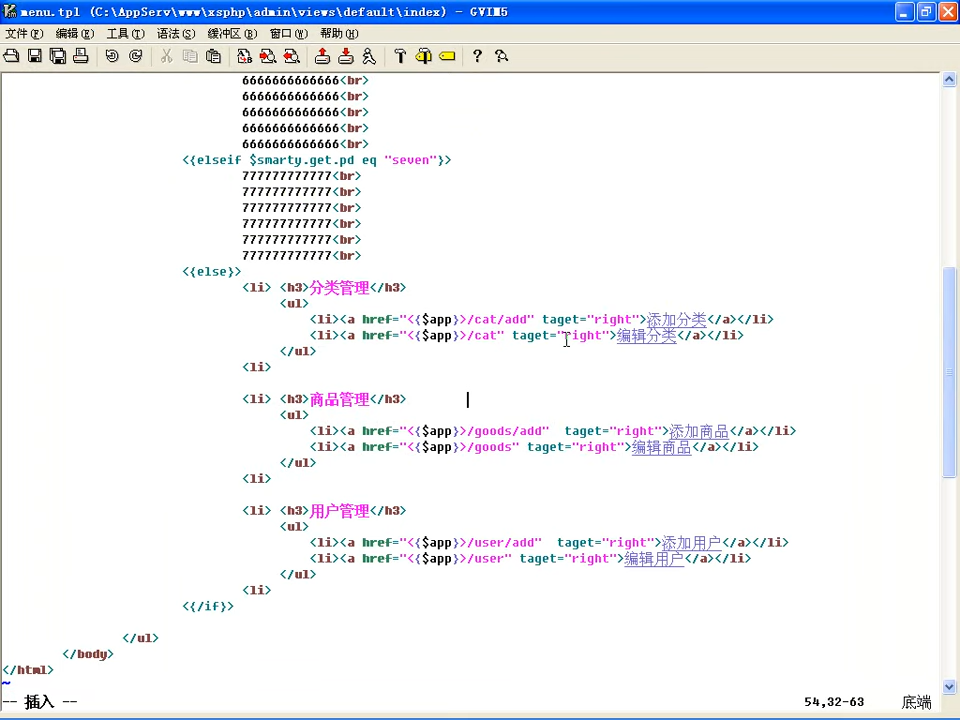 menu.tpl (C:\AppServ\www\xsphp\admin\views\default\index) - GVIM5
文件(F) 编辑(E) 工具(T) 语法(S) 缓冲区(B) 窗口(W) 帮助(H)
6666666666666<br>
6666666666666<br>
6666666666666<br>
6666666666666<br>
6666666666666<br>
<{elseif $smarty.get.pd eq "seven"}>
777777777777<br>
777777777777<br>
777777777777<br>
777777777777<br>
777777777777<br>
777777777777<br>
<{else}>
<li> <h3>分类管理</h3>
<ul>
<li><a href="<{$app}>/cat/add" taget="right">添加分类</a></li>
<li><a href="<{$app}>/cat" taget="right">编辑分类</a></li>
</ul>
<li>
<li> <h3>商品管理</h3>
<ul>
<li><a href="<{$app}>/goods/add"  taget="right">添加商品</a></li>
<li><a href="<{$app}>/goods" taget="right">编辑商品</a></li>
</ul>
<li>
<li> <h3>用户管理</h3>
<ul>
<li><a href="<{$app}>/user/add"  taget="right">添加用户</a></li>
<li><a href="<{$app}>/user" taget="right">编辑用户</a></li>
</ul>
<li>
<{/if}>
</ul>
</body>
</html>
~
-- 插入 -- 54,32-63 底端